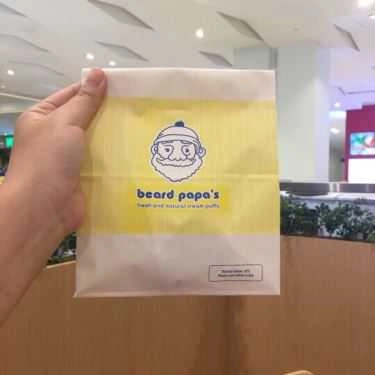 beard papa's
fresh and natural cream puffs